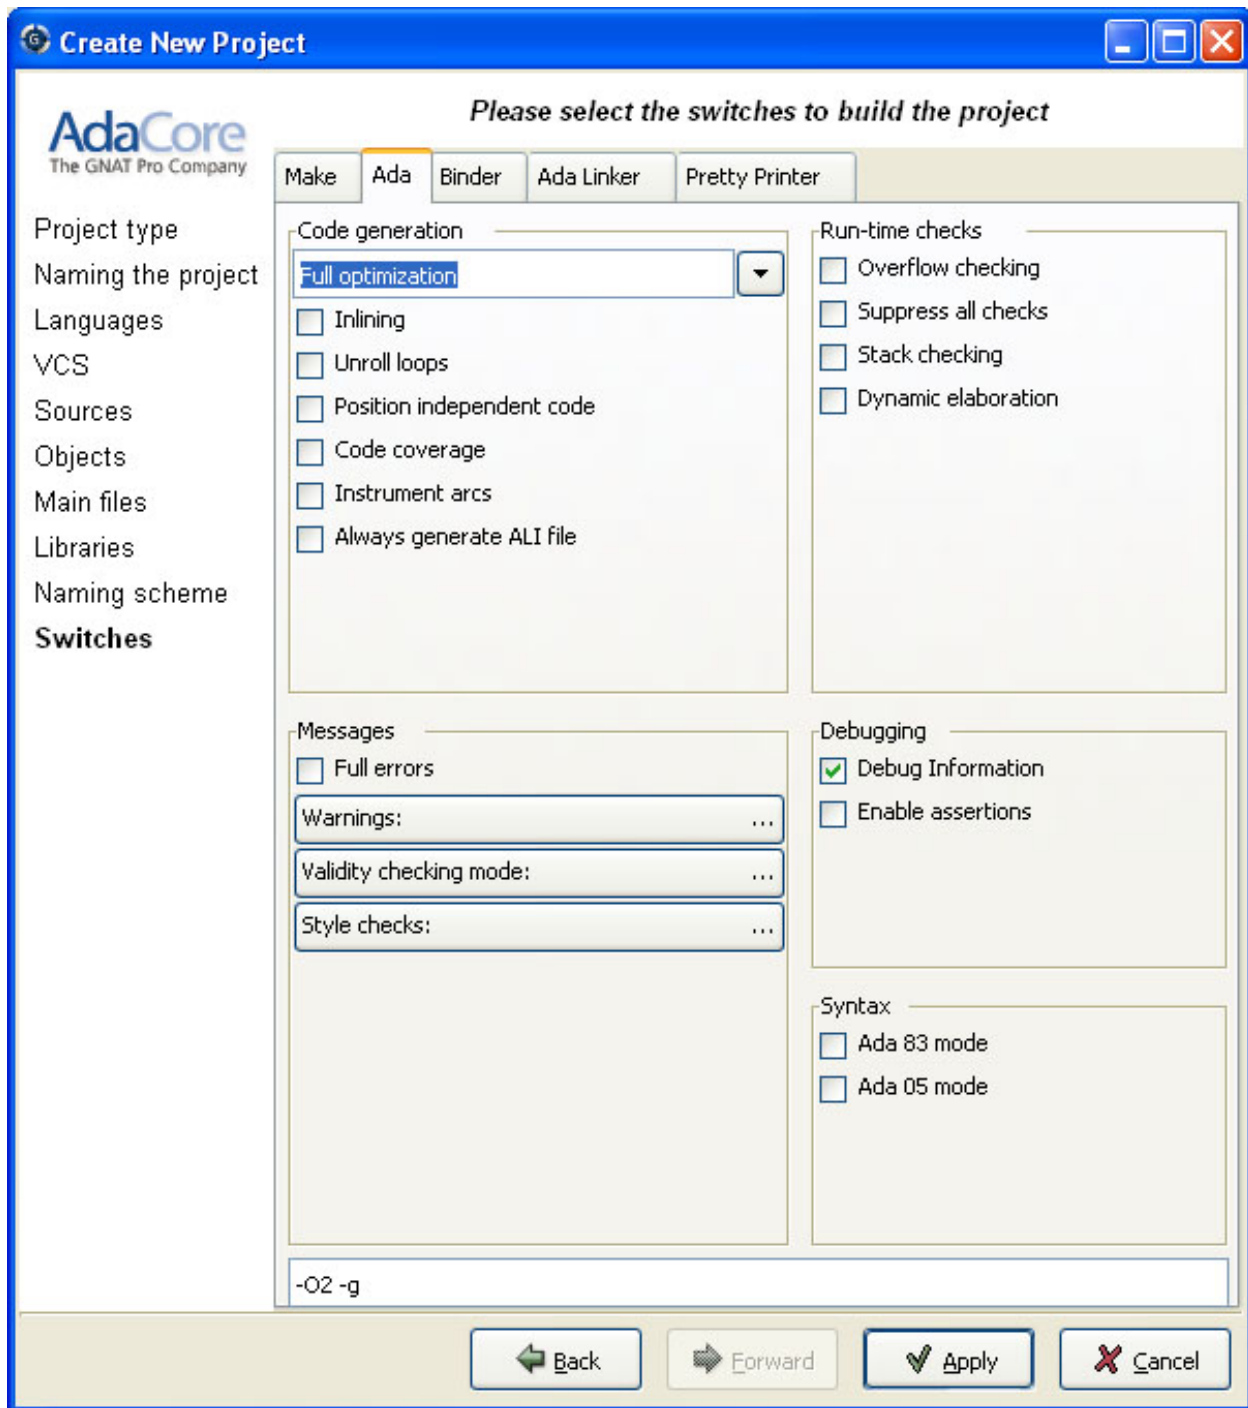 Create New Project
AdaCore
The GNAT Pro Company
Please select the switches to build the project
Make Ada Binder Ada Linker Pretty Printer
Project type
Naming the project
Languages
VCS
Sources
Objects
Main files
Libraries
Naming scheme
Switches
Code generation
Full optimization
Inlining
Unroll loops
Position independent code
Code coverage
Instrument arcs
Always generate ALI file
Run-time checks
Overflow checking
Suppress all checks
Stack checking
Dynamic elaboration
Messages
Full errors
Warnings: ...
Validity checking mode: ...
Style checks: ...
Debugging
Debug Information
Enable assertions
Syntax
Ada 83 mode
Ada 05 mode
-O2 -g
Back Forward Apply Cancel